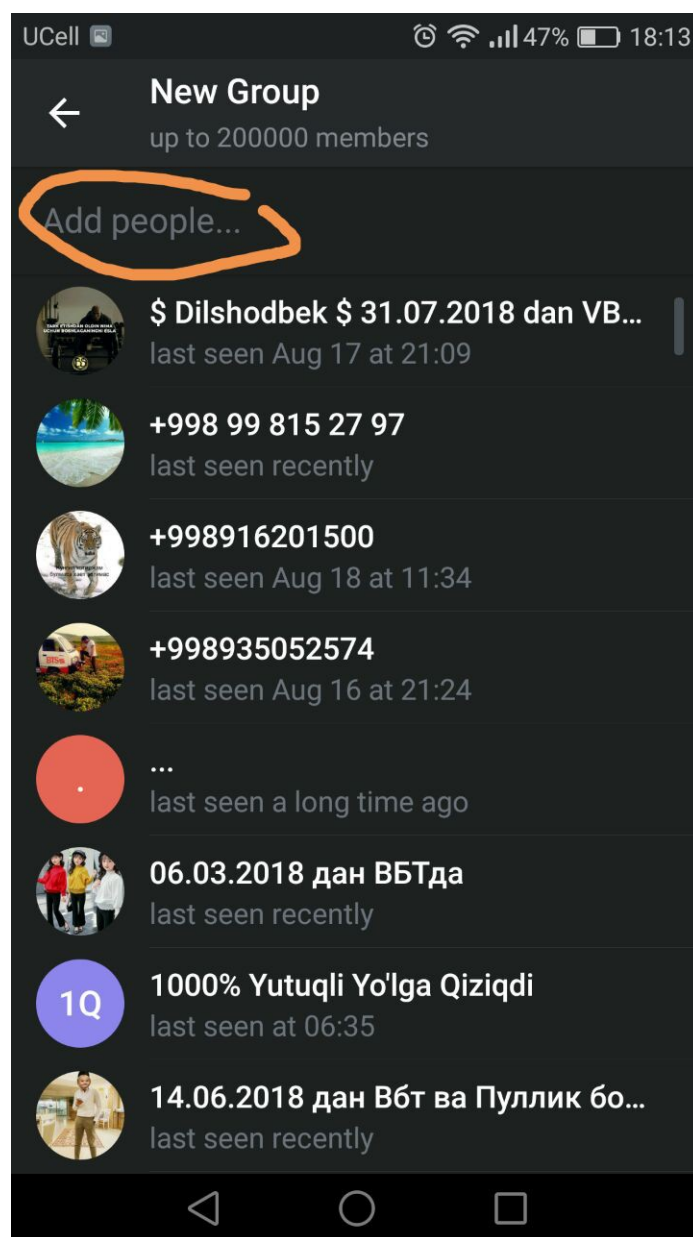 UCell 47% 18:13
New Group
up to 200000 members
Add people...
$ Dilshodbek $ 31.07.2018 dan VB...
last seen Aug 17 at 21:09
+998 99 815 27 97
last seen recently
+998916201500
last seen Aug 18 at 11:34
+998935052574
last seen Aug 16 at 21:24
...
last seen a long time ago
06.03.2018 дан ВБТда
last seen recently
1Q
1000% Yutuqli Yo'lga Qiziqdi
last seen at 06:35
14.06.2018 дан Вбт ва Пуллик бо...
last seen recently